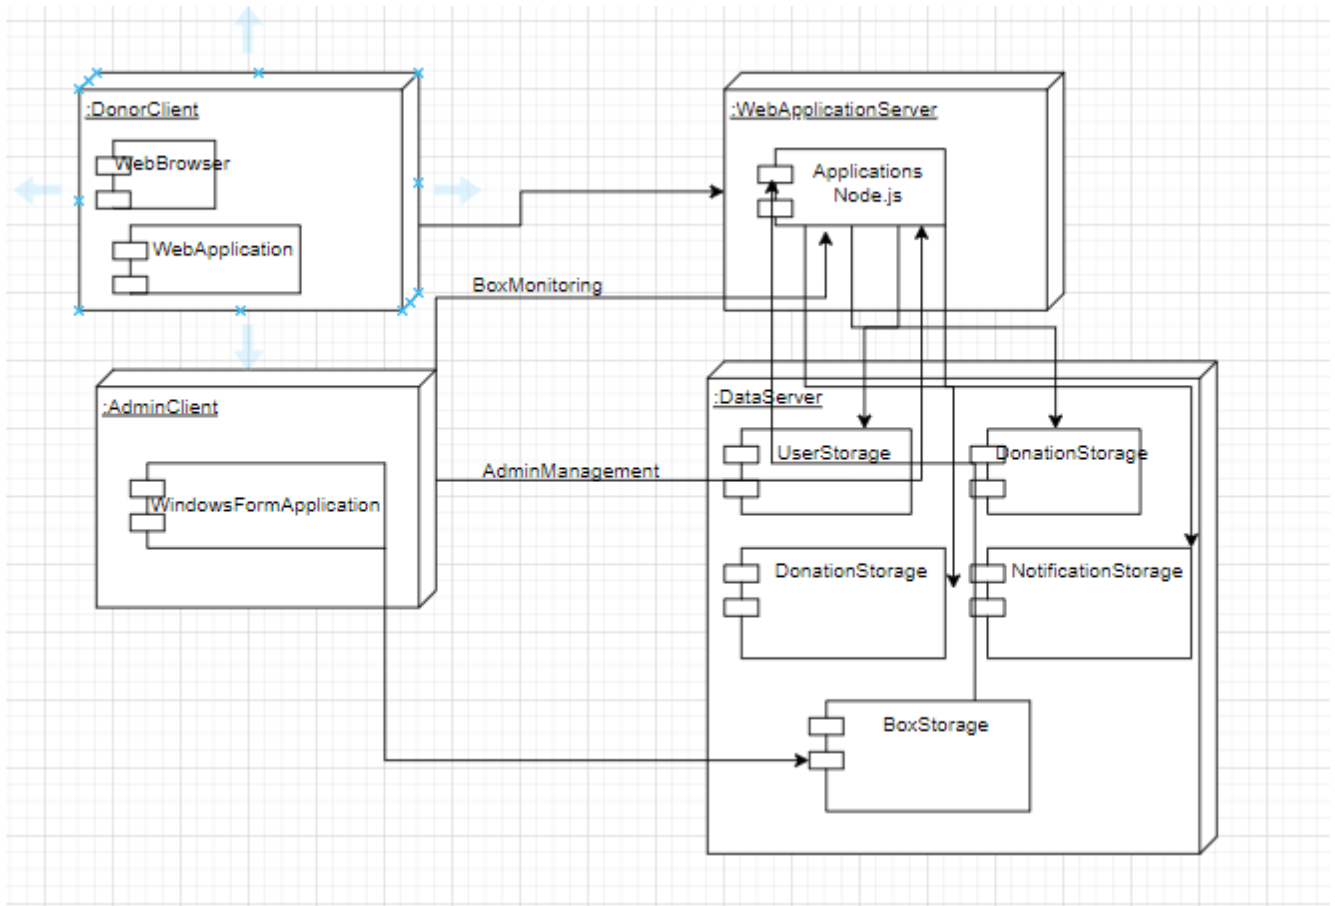 :DonorClient
WebBrowser
WebApplication
:WebApplicationServer
Applications
Node.js
BoxMonitoring
:AdminClient
WindowsFormApplication
AdminManagement
:DataServer
UserStorage
DonationStorage
DonationStorage
NotificationStorage
BoxStorage